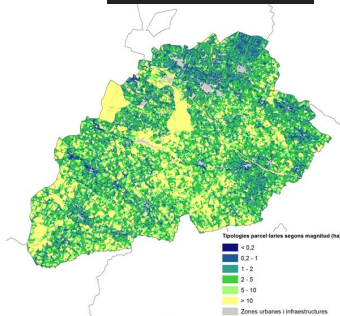 Tipologies parcel·laries segons magnitud (ha)
< 0,2
0,2 - 1
1 - 2
2 - 5
5 - 10
> 10
Zones urbanes i infraestructures